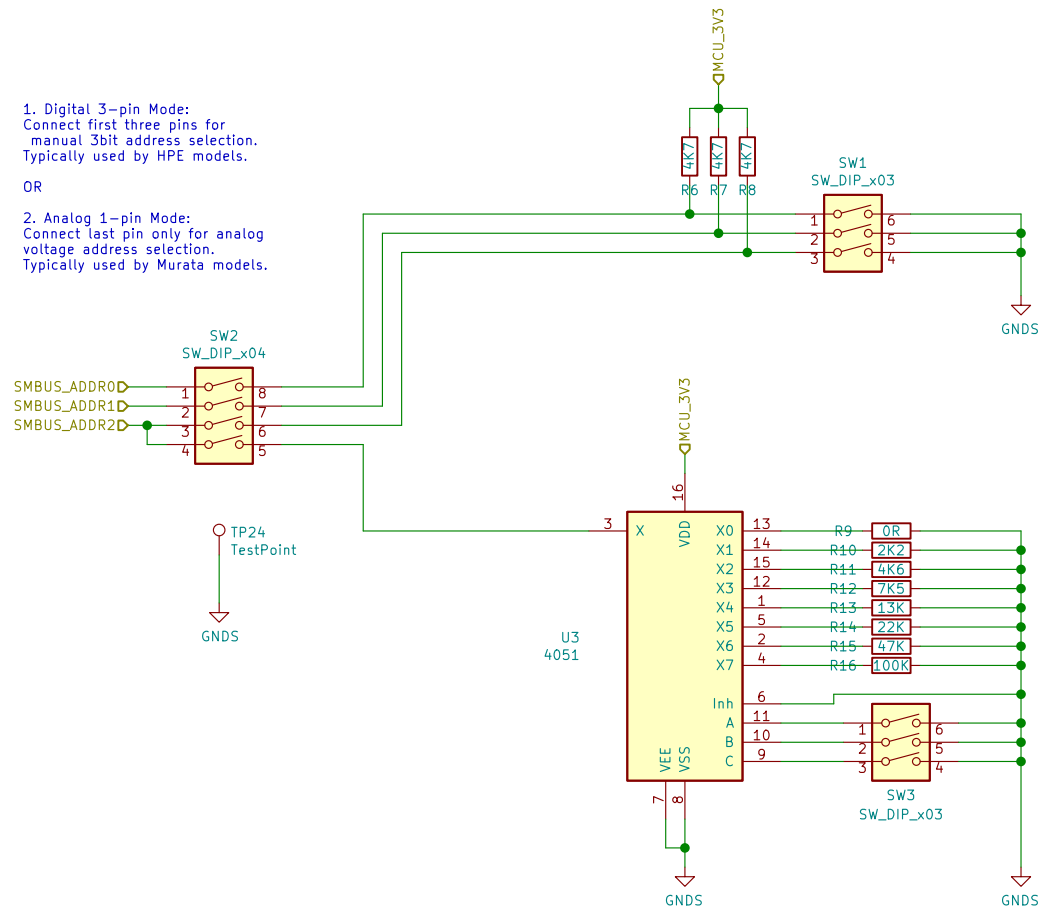 MCU_3V3
1. Digital 3-pin Mode:
Connect first three pins for
manual 3bit address selection.
Typically used by HPE models.
OR
2. Analog 1-pin Mode:
Connect last pin only for analog
voltage address selection.
Typically used by Murata models.
4K7 4K7 4K7
R6 R7 R8
SW1
SW_DIP_x03
1 6
2 5
3 4
GNDS
SW2
SW_DIP_x04
SMBUS_ADDR0 1 8
SMBUS_ADDR1 2 7
SMBUS_ADDR2 3 6
4 5
MCU_3V3
16
TP24
TestPoint
GNDS
3 X VDD X0 13 R9 0R
X1 14 R10 2K2
X2 15 R11 4K6
X3 12 R12 7K5
X4 1 R13 13K
X5 5 R14 22K
X6 2 R15 47K
X7 4 R16 100K
U3
4051
Inh 6
A 11 1 6
B 10 2 5
C 9 3 4
VEE VSS
7 8
SW3
SW_DIP_x03
GNDS
GNDS